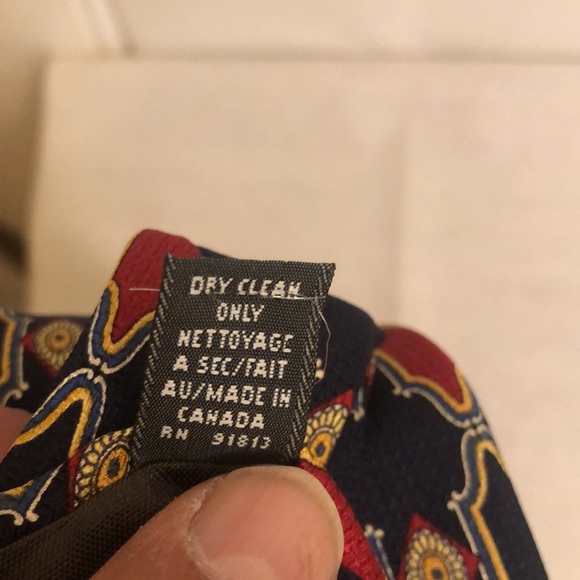 DRY CLEAN
ONLY
NETTOYAGE
A SEC/FAIT
AU/MADE IN
CANADA
RN 91813